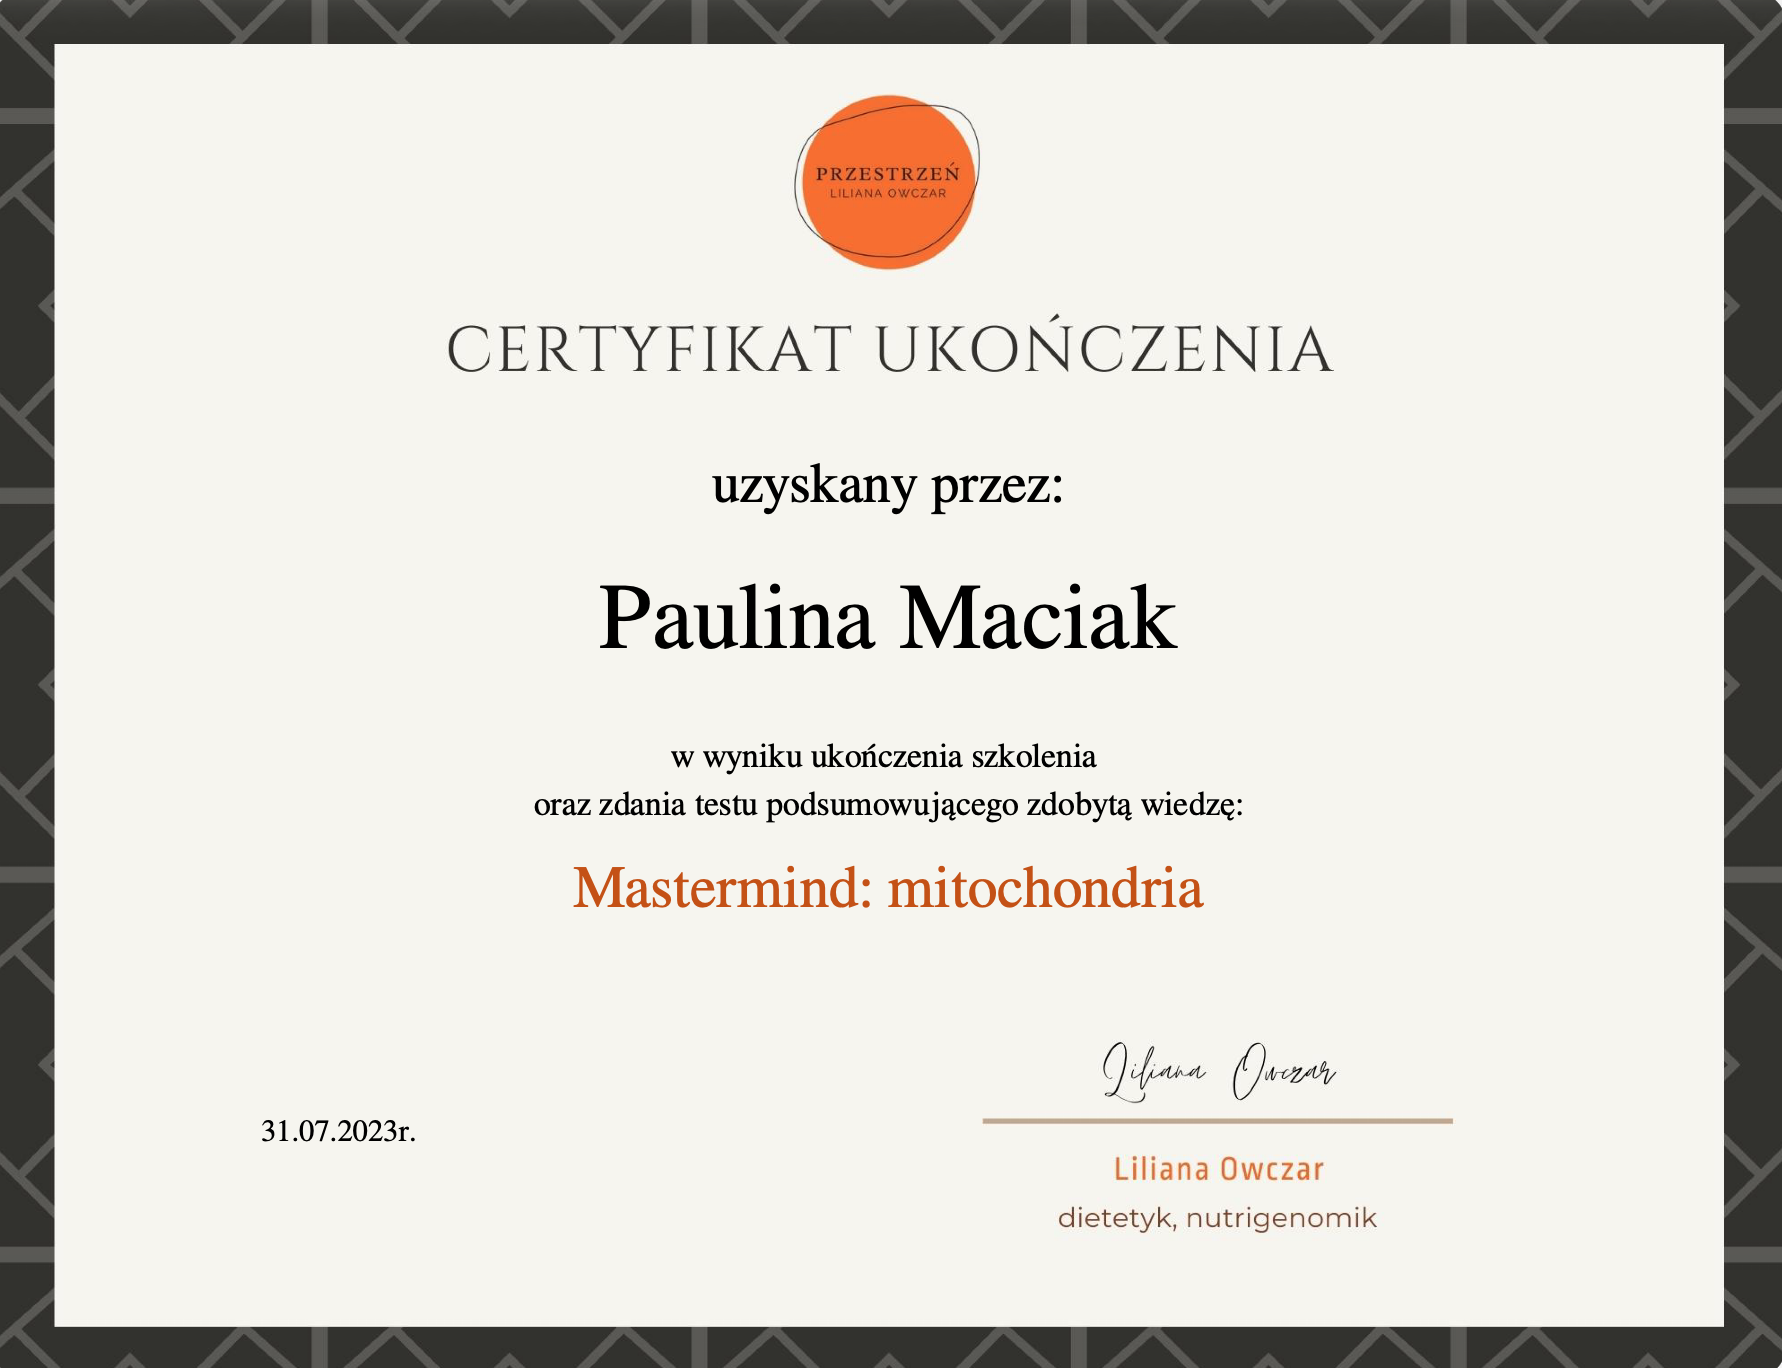 PRZESTRZEŃ
LILIANA OWCZAR
CERTYFIKAT UKOŃCZENIA
uzyskany przez:
Paulina Maciak
w wyniku ukończenia szkolenia
oraz zdania testu podsumowującego zdobytą wiedzę:
Mastermind: mitochondria
Liliana Owczar
31.07.2023r.
Liliana Owczar
dietetyk, nutrigenomik